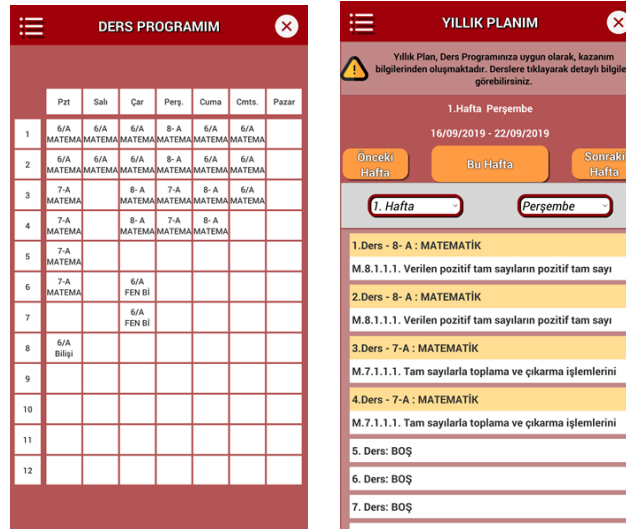 DERS PROGRAMIM
Pzt Salı Çar Perş. Cuma Cmts. Pazar
1 6/A MATEMA 6/A MATEMA 6/A MATEMA 8- A MATEMA 6/A MATEMA 6/A MATEMA
2 6/A MATEMA 6/A MATEMA 6/A MATEMA 8- A MATEMA 6/A MATEMA 6/A MATEMA
3 7-A MATEMA 8- A MATEMA 7-A MATEMA 8- A MATEMA 6/A MATEMA
4 7-A MATEMA 8- A MATEMA 7-A MATEMA 8- A MATEMA
5 7-A MATEMA
6 7-A MATEMA 6/A FEN Bİ
7 6/A FEN Bİ
8 6/A Bilişi
9
10
11
12
YILLIK PLANIM
Yıllık Plan, Ders Programınıza uygun olarak, kazanım
bilgilerinden oluşmaktadır. Derslere tıklayarak detaylı bilgile
görebilirsiniz.
1.Hafta Perşembe
16/09/2019 - 22/09/2019
Önceki Hafta
Bu Hafta
Sonraki Hafta
1. Hafta
Perşembe
1.Ders - 8- A : MATEMATİK
M.8.1.1.1. Verilen pozitif tam sayıların pozitif tam sayı
2.Ders - 8- A : MATEMATİK
M.8.1.1.1. Verilen pozitif tam sayıların pozitif tam sayı
3.Ders - 7-A : MATEMATİK
M.7.1.1.1. Tam sayılarla toplama ve çıkarma işlemlerini
4.Ders - 7-A : MATEMATİK
M.7.1.1.1. Tam sayılarla toplama ve çıkarma işlemlerini
5. Ders: BOŞ
6. Ders: BOŞ
7. Ders: BOŞ